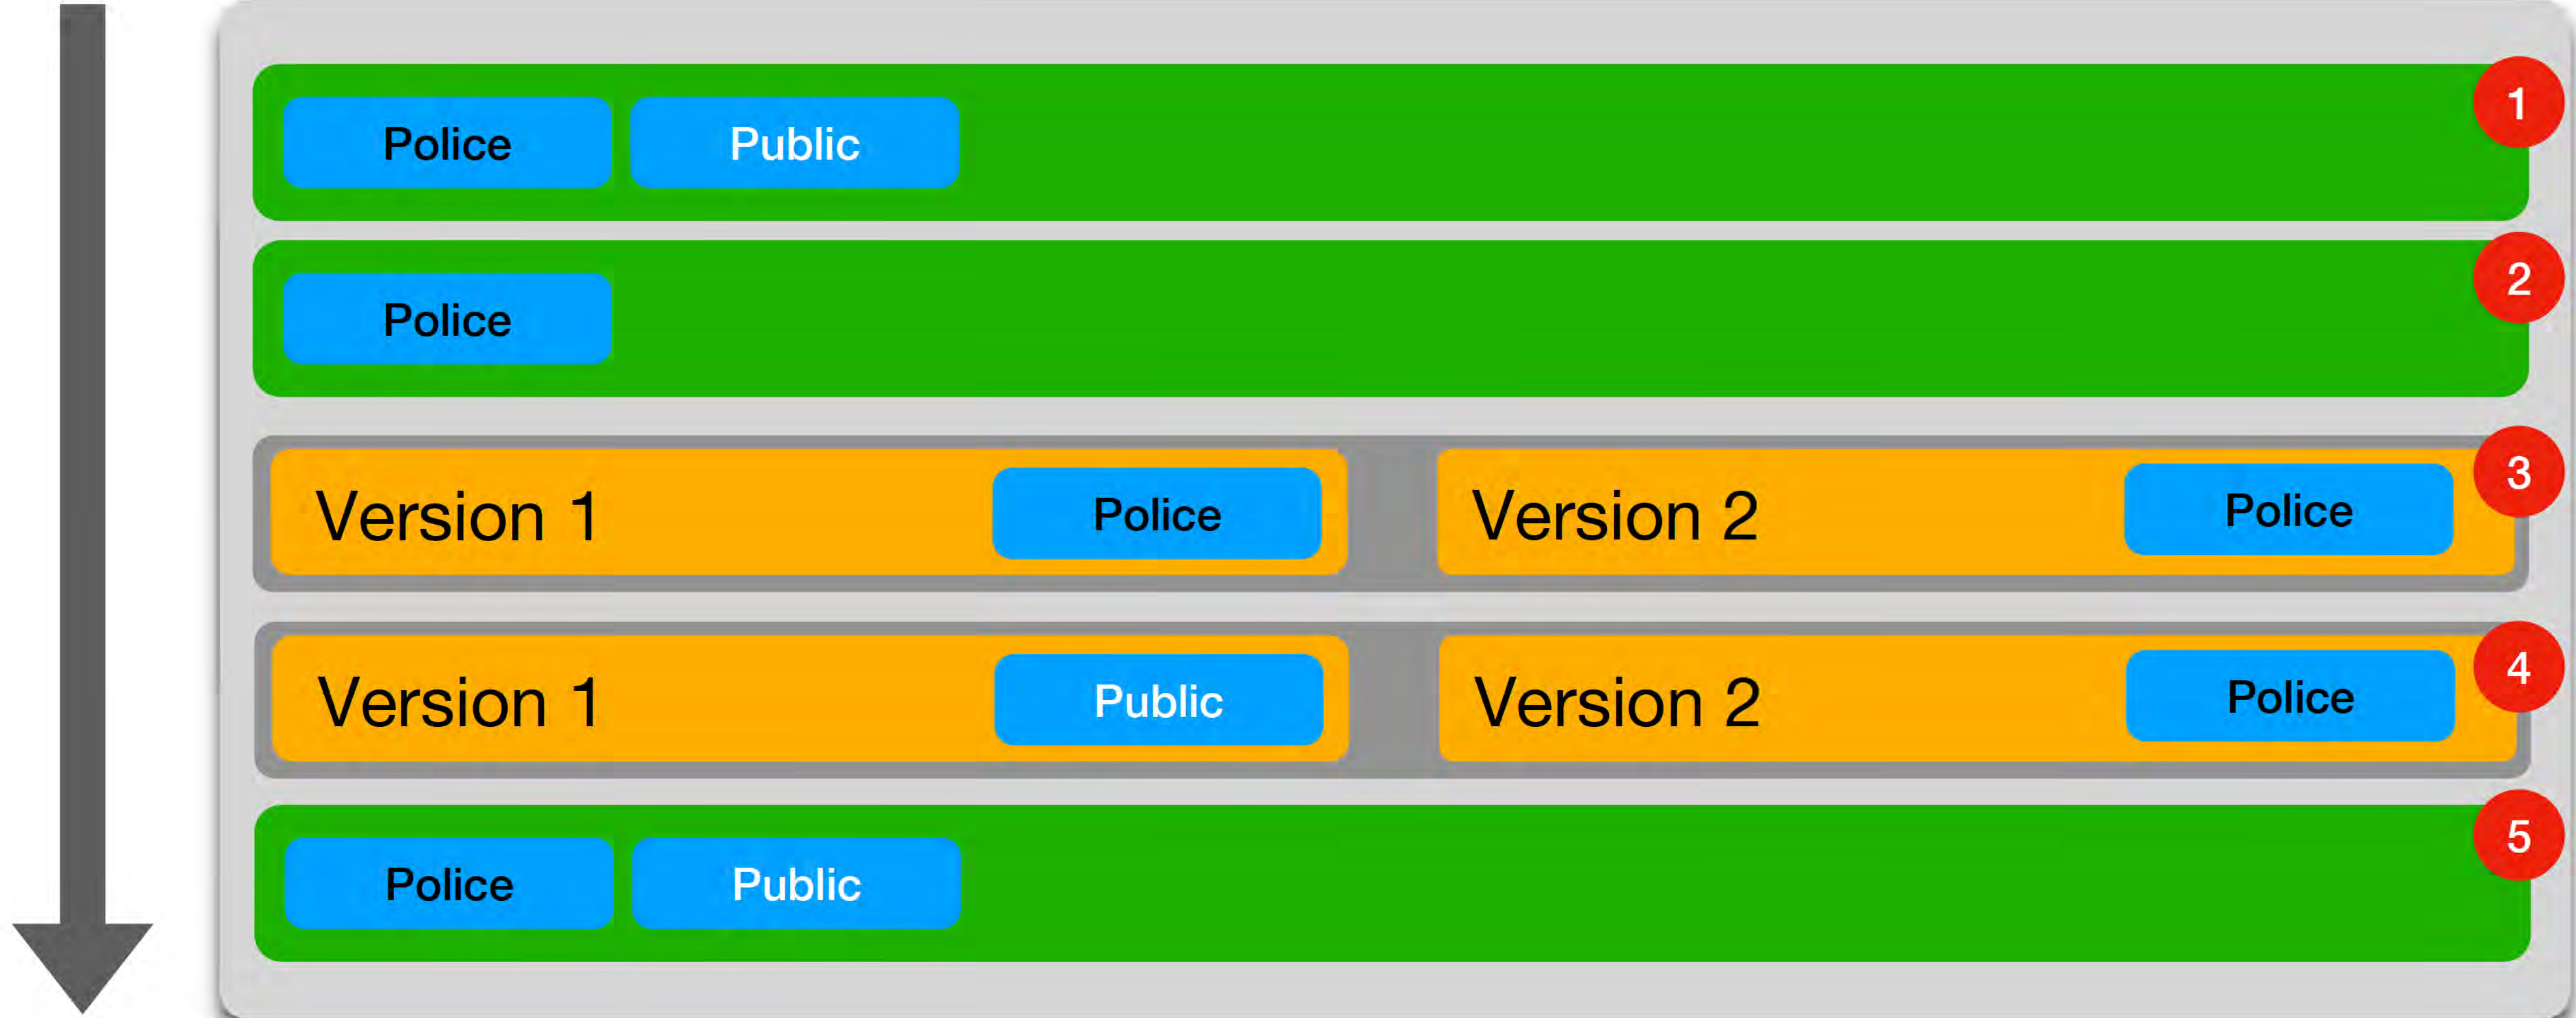 Police Public 1
Police 2
Version 1 Police Version 2 Police 3
Version 1 Public Version 2 Police 4
Police Public 5